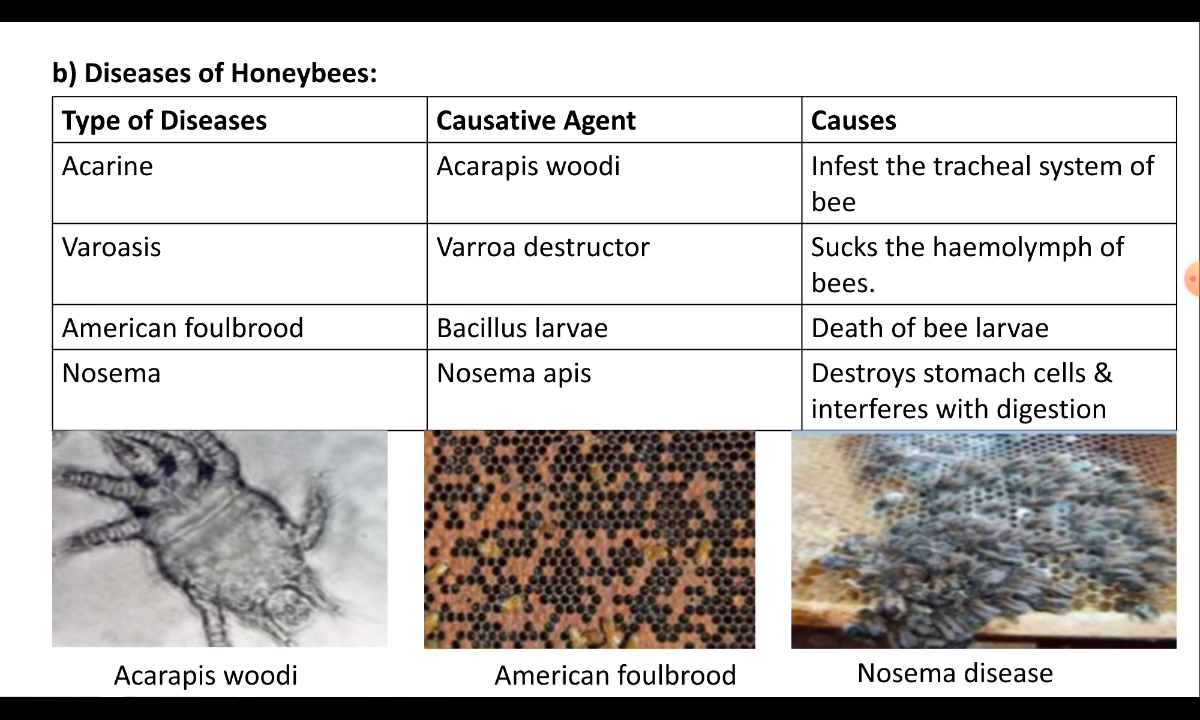 b) Diseases of Honeybees:
Type of Diseases Causative Agent Causes
Acarine Acarapis woodi Infest the tracheal system of
bee
Varoasis Varroa destructor Sucks the haemolymph of
bees.
American foulbrood Bacillus larvae Death of bee larvae
Nosema Nosema apis Destroys stomach cells &
interferes with digestion
Acarapis woodi American foulbrood Nosema disease